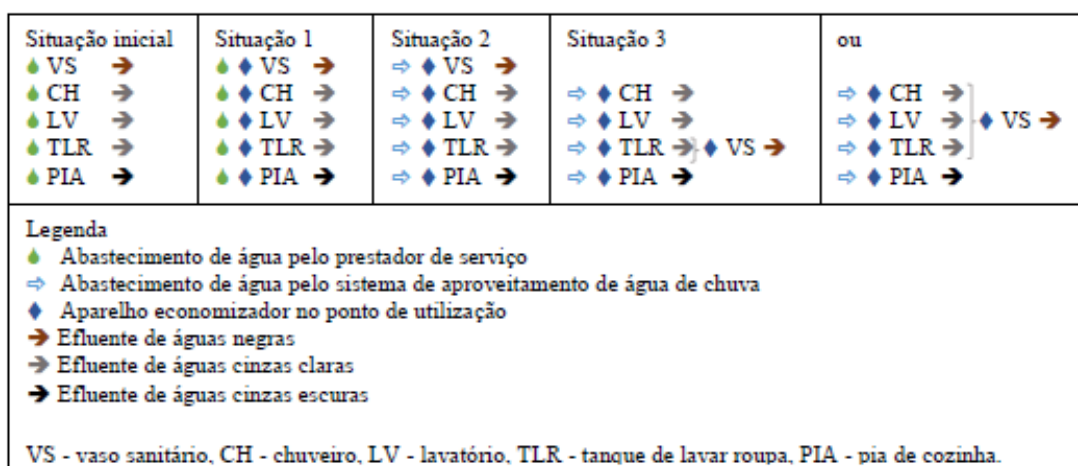 Situação inicial
VS
CH
LV
TLR
PIA
Situação 1
VS
CH
LV
TLR
PIA
Situação 2
VS
CH
LV
TLR
PIA
Situação 3
CH
LV
TLR VS
PIA
ou
CH
LV VS
TLR
PIA
Legenda
Abastecimento de água pelo prestador de serviço
Abastecimento de água pelo sistema de aproveitamento de água de chuva
Aparelho economizador no ponto de utilização
Efluente de águas negras
Efluente de águas cinzas claras
Efluente de águas cinzas escuras
VS - vaso sanitário, CH - chuveiro, LV - lavatório, TLR - tanque de lavar roupa, PIA - pia de cozinha.